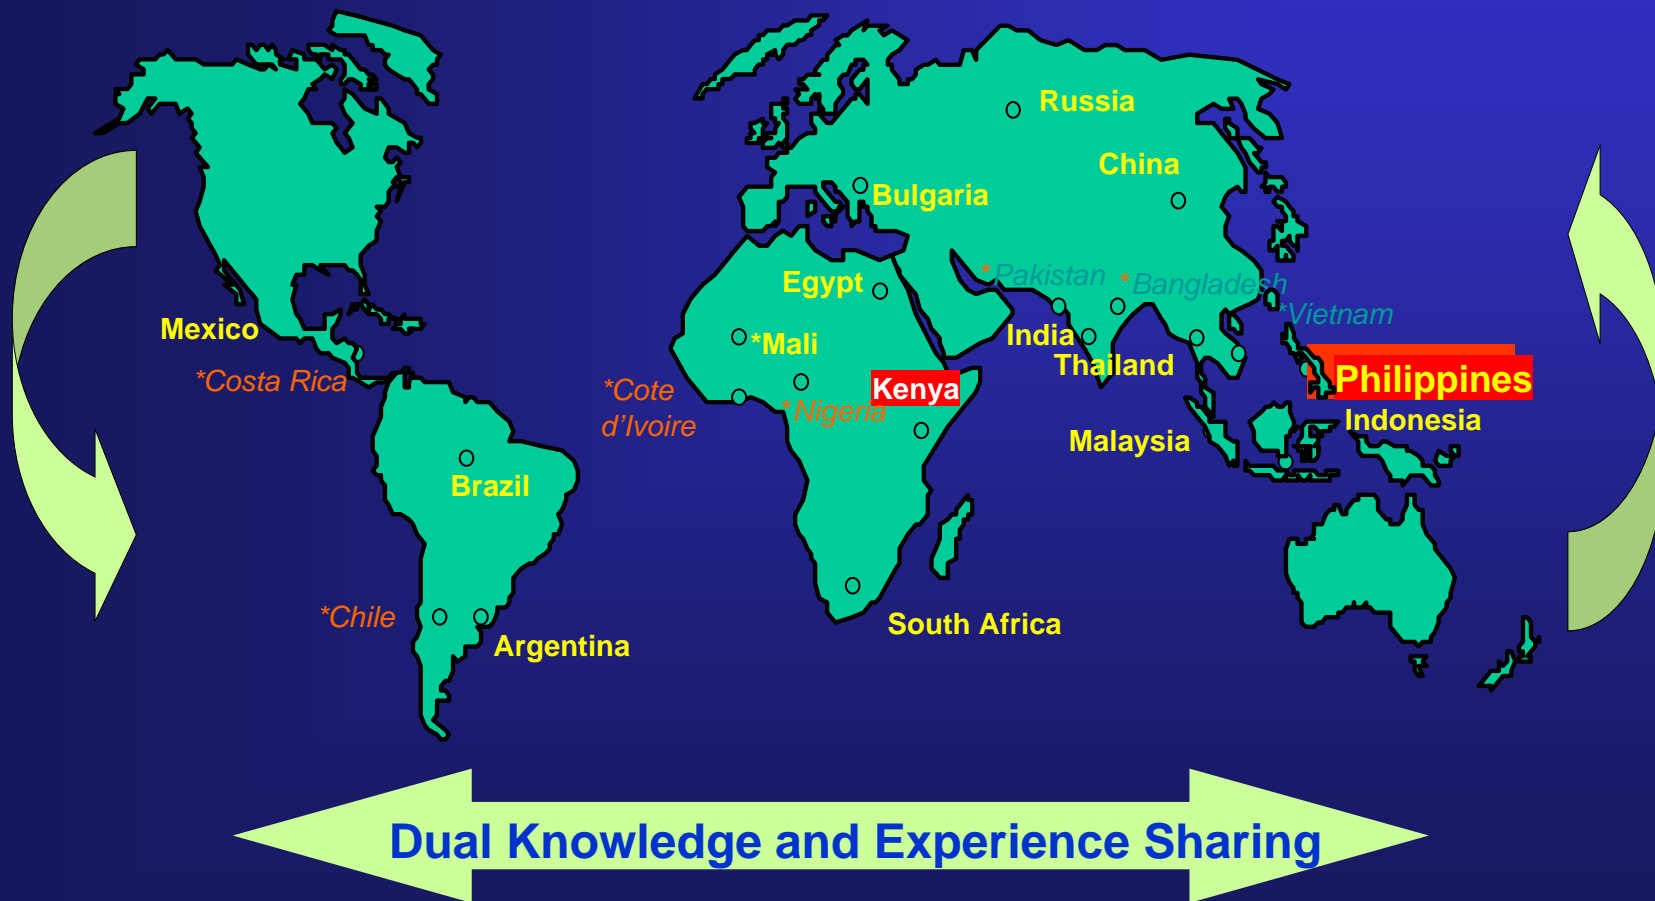 Russia
China
Bulgaria
*Pakistan
*Bangladesh
Egypt
*Vietnam
Mexico
*Mali
India
Thailand
*Costa Rica
*Cote
d'Ivoire
*Nigeria
Kenya
Philippines
Indonesia
Malaysia
Brazil
*Chile
Argentina
South Africa
Dual Knowledge and Experience Sharing